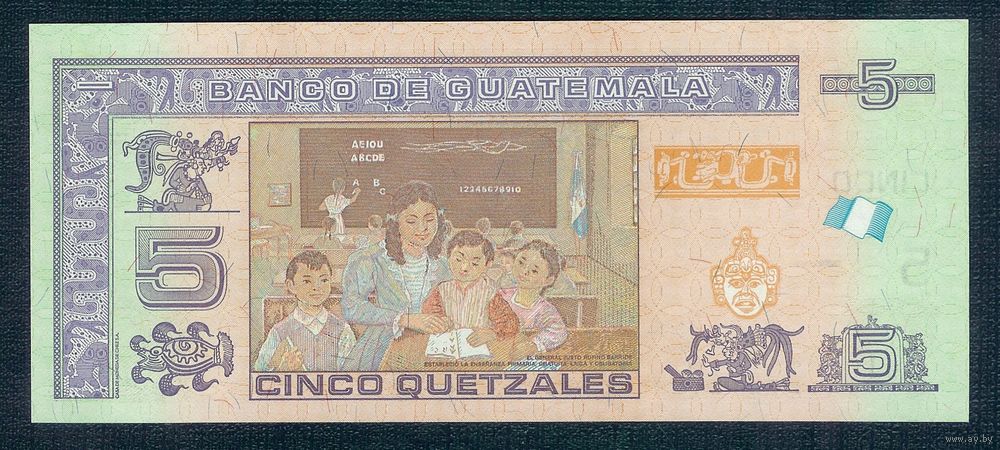 BANCO DE GUATEMALA
5
AEIOU
ABCDE
A B
C
12345678910
5
EL GENERAL JUSTO RUFINO BARRIOS
ESTABLECIÓ LA ENSEÑANZA PRIMARIA, GRATUITA, LAICA Y OBLIGATORIA
CINCO QUETZALES
5
www.ay.by